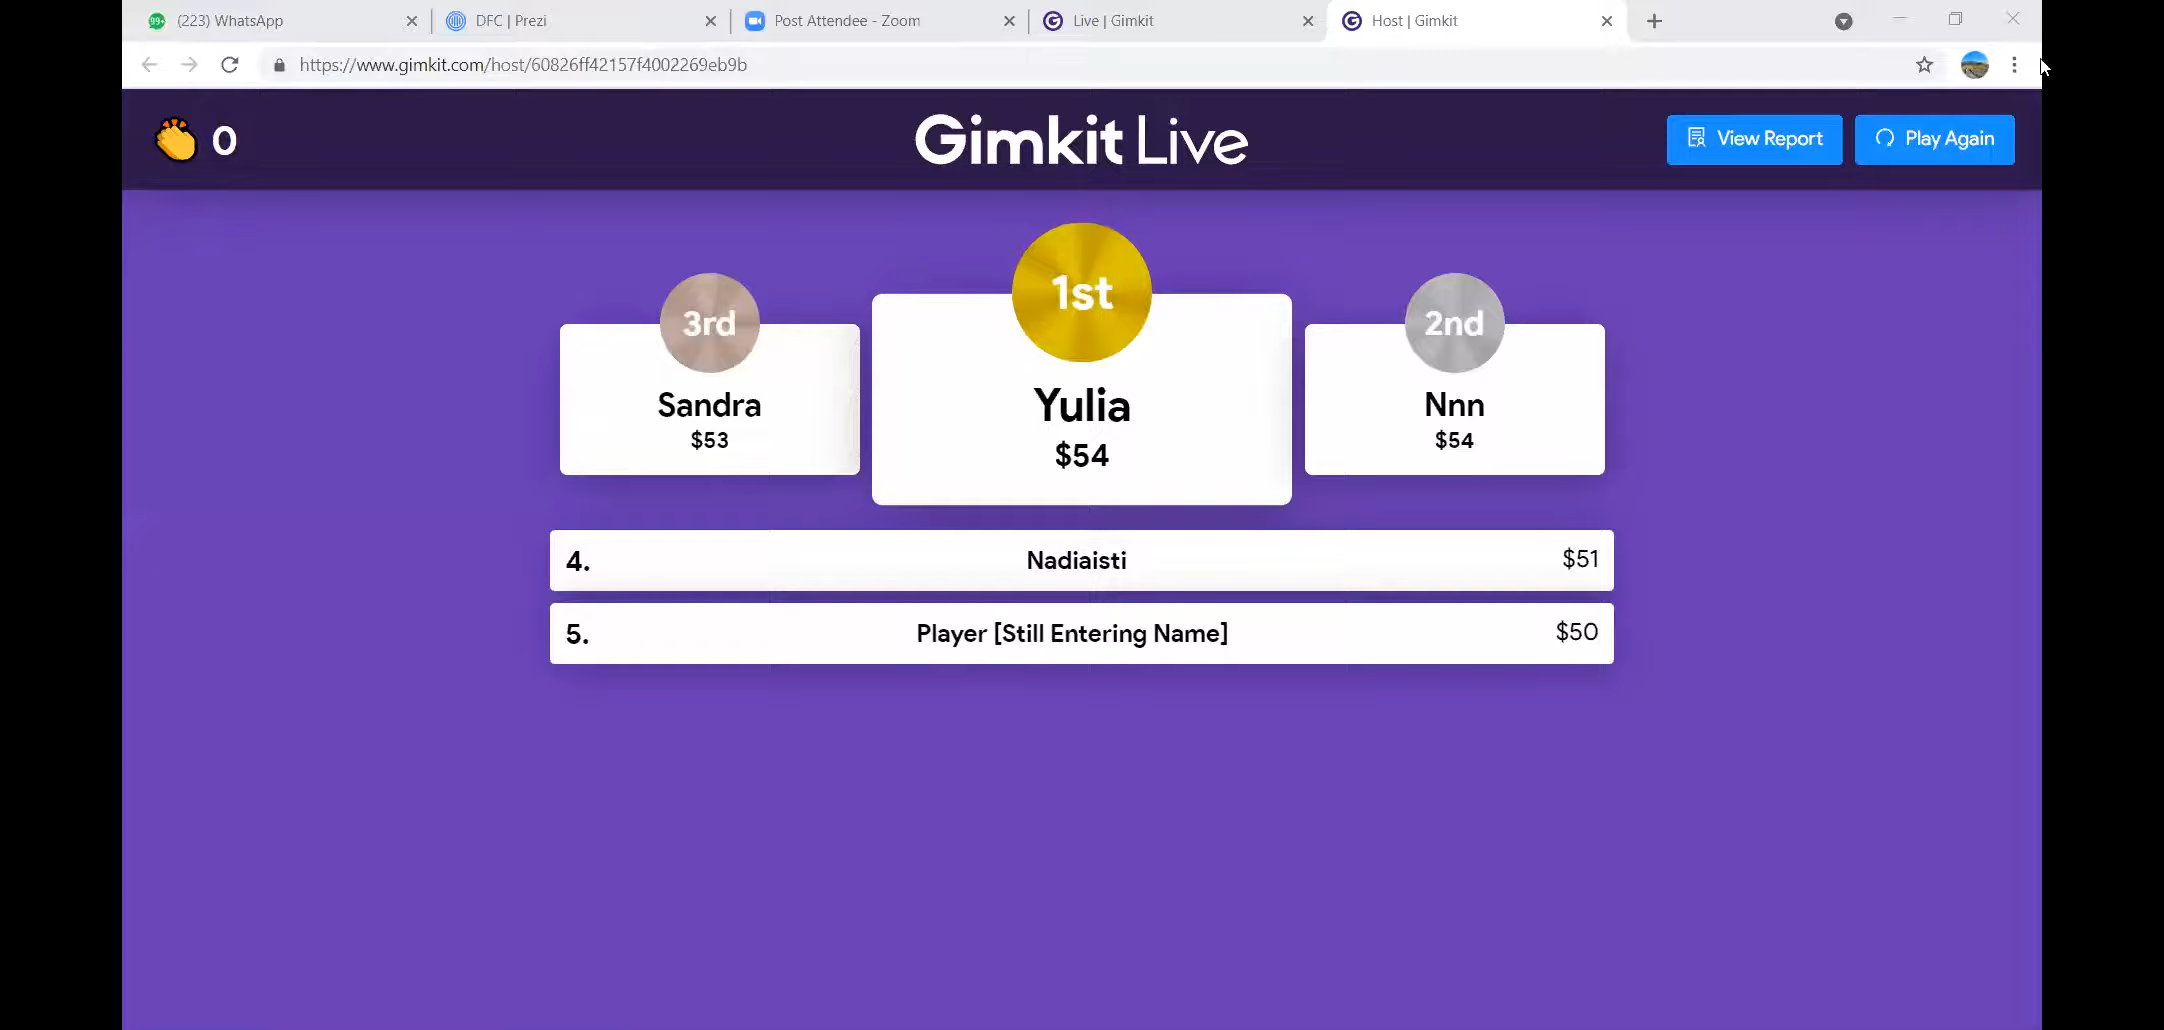 99+ (223) WhatsApp
DFC | Prezi
Post Attendee - Zoom
Live | Gimkit
Host | Gimkit
https://www.gimkit.com/host/60826ff42157f4002269eb9b
0
Gimkit Live
View Report
Play Again
3rd
Sandra
$53
1st
Yulia
$54
2nd
Nnn
$54
4. Nadiaisti $51
5. Player [Still Entering Name] $50